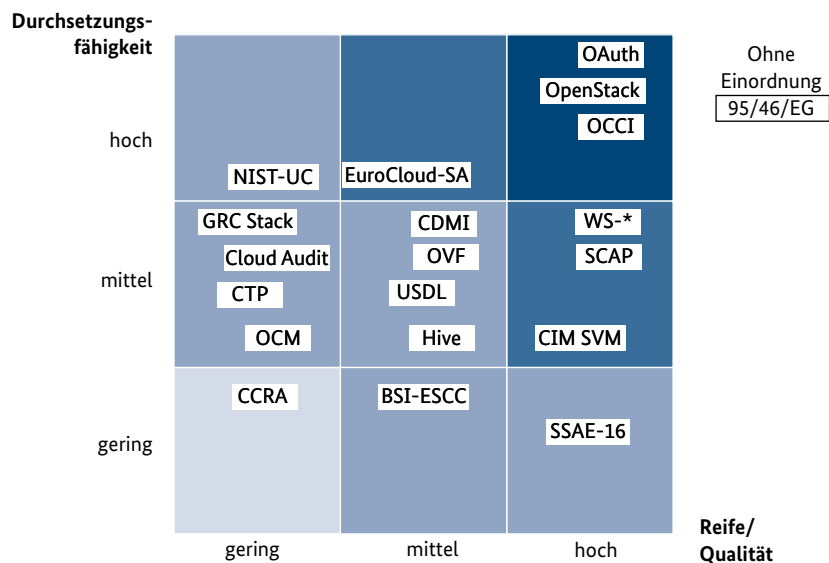 Durchsetzungs-
fähigkeit
OAuth
Ohne
Einordnung
95/46/EG
OpenStack
OCCI
hoch
NIST-UC
EuroCloud-SA
GRC Stack
CDMI
WS-*
Cloud Audit
OVF
SCAP
mittel
CTP
USDL
OCM
Hive
CIM SVM
CCRA
BSI-ESCC
gering
SSAE-16
gering
mittel
hoch
Reife/
Qualität